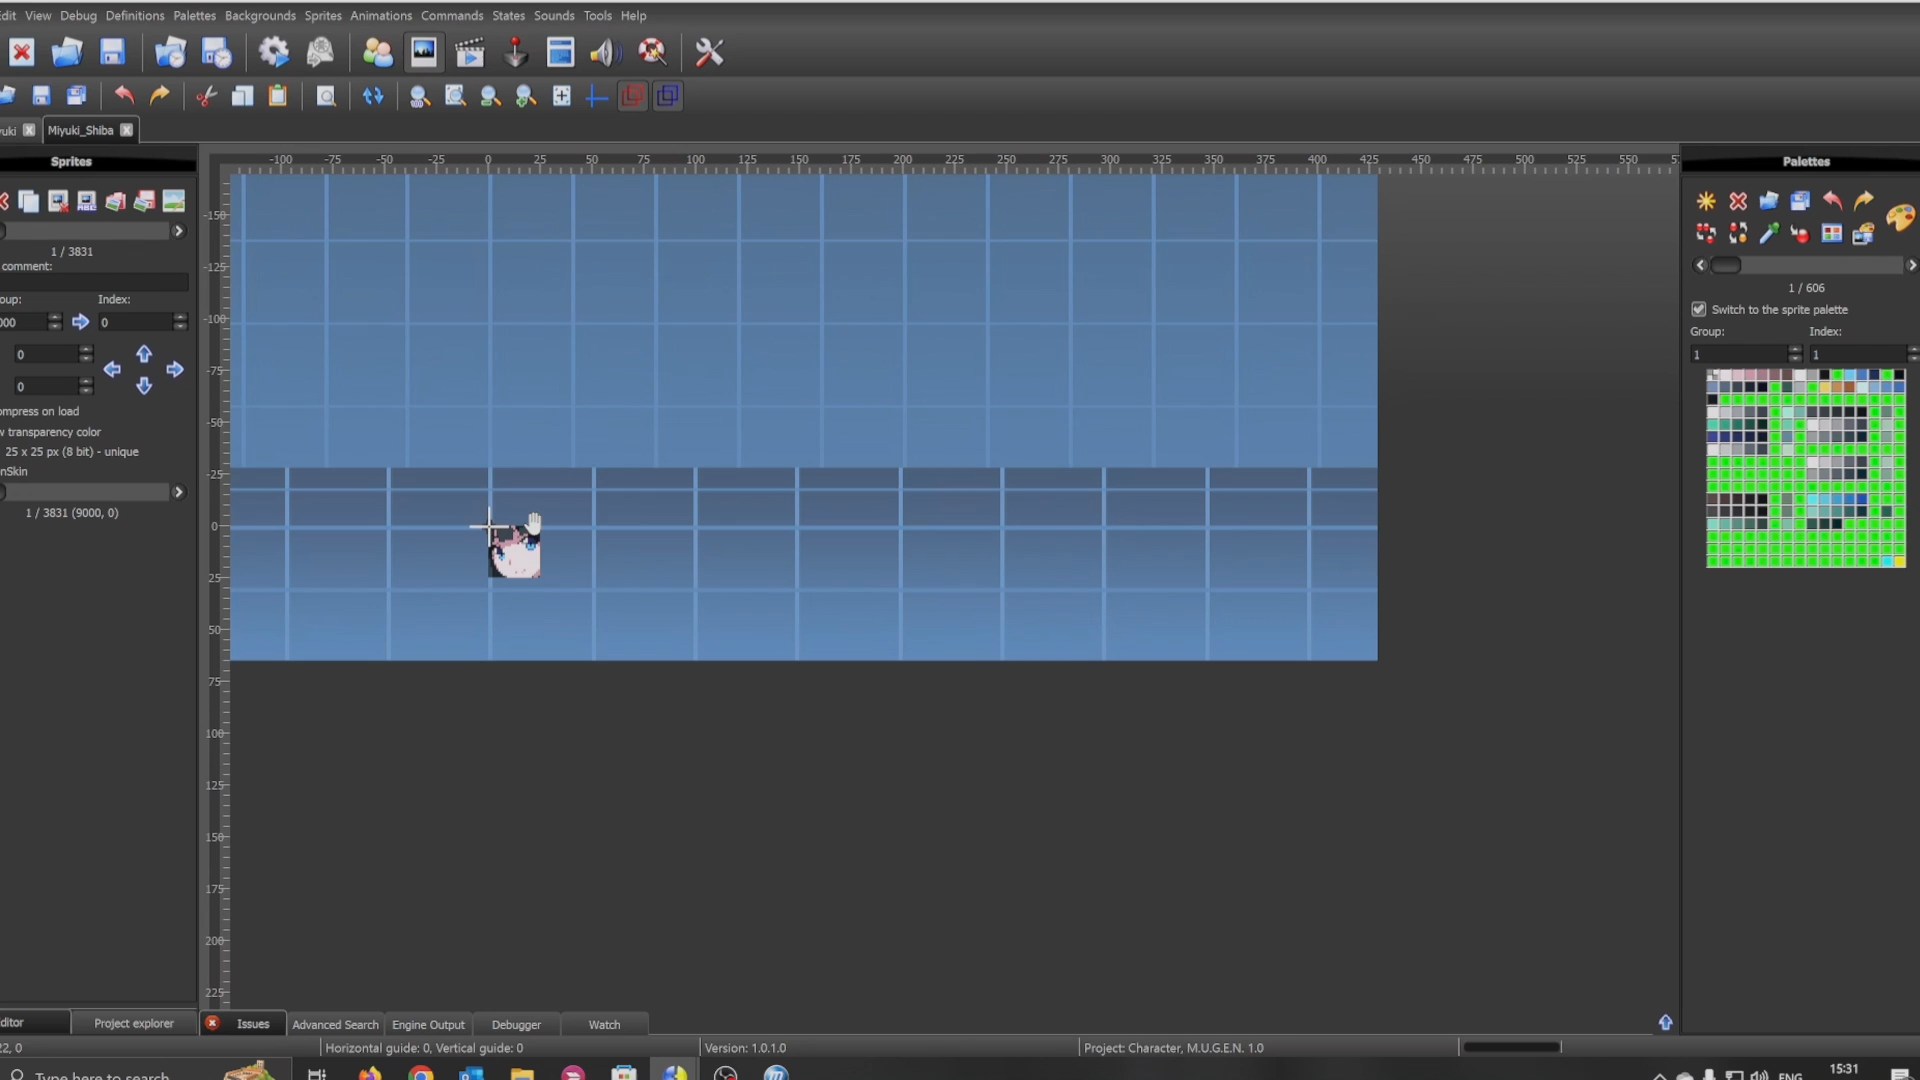 dit View Debug Definitions Palettes Backgrounds Sprites Animations Commands States Sounds Tools Help
yuki Miyuki_Shiba
Sprites
-100 -75 -50 -25 0 25 50 75 100 125 150 175 200 225 250 275 300 325 350 375 400 425 450 475 500 525 550 57
Palettes
1 / 3831
comment:
oup: Index:
000 0
0
0
ompress on load
w transparency color
25 x 25 px (8 bit) - unique
nSkin
1 / 3831 (9000, 0)
-150
-125
-100
-75
-50
-25
0
25
50
75
100
125
150
175
200
225
1 / 606
Switch to the sprite palette
Group: Index:
1 1
ditor Project explorer Issues Advanced Search Engine Output Debugger Watch
22, 0 Horizontal guide: 0, Vertical guide: 0 Version: 1.0.1.0 Project: Character, M.U.G.E.N. 1.0
Type here to search
ENG 15:31